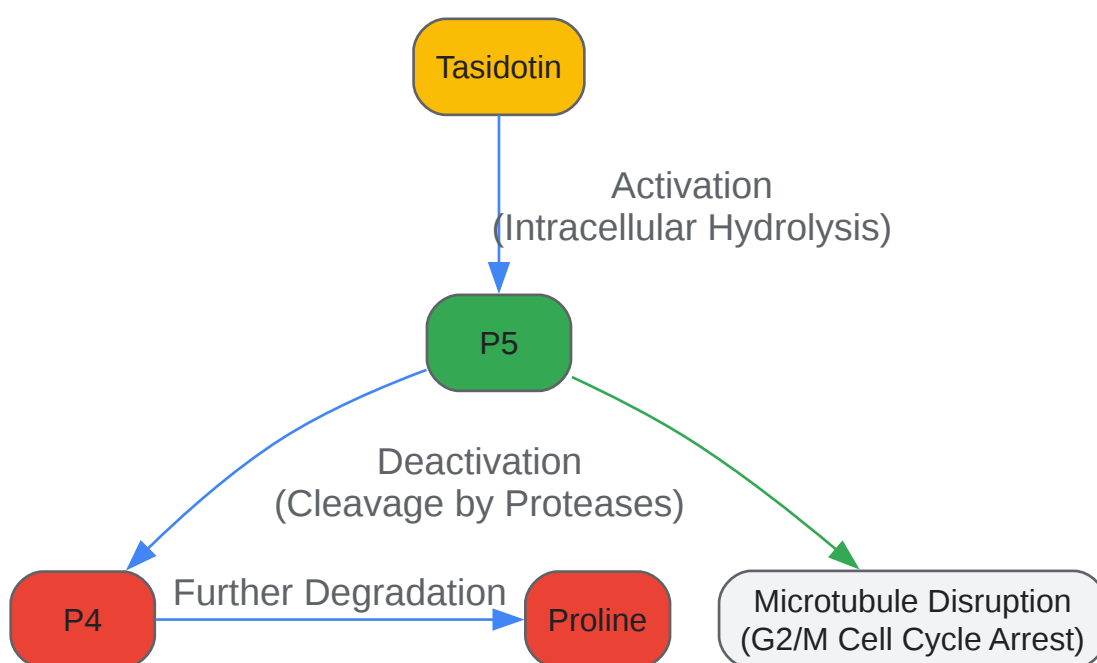 Tasidotin
Activation
(Intracellular Hydrolysis)
P5
Deactivation
(Cleavage by Proteases)
Further Degradation
P4
Proline
Microtubule Disruption
(G2/M Cell Cycle Arrest)